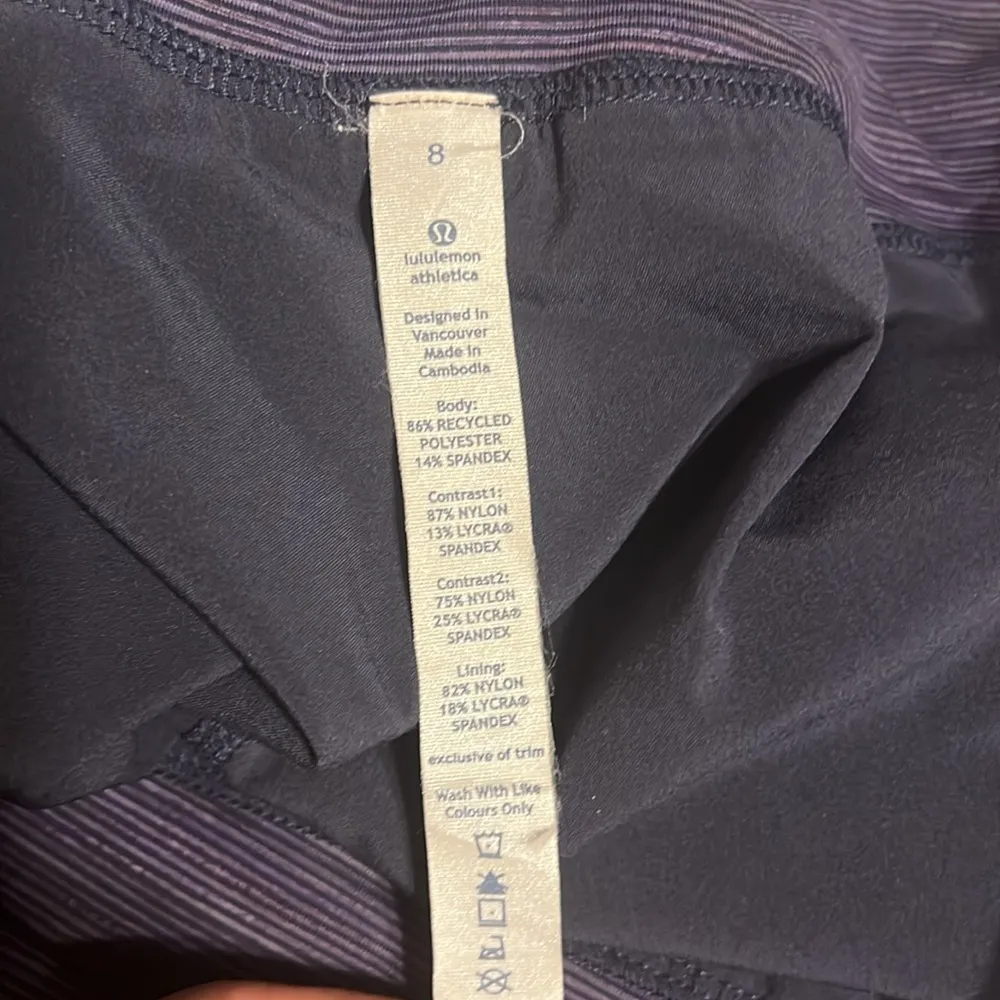 8
lululemon
athletica
Designed in
Vancouver
Made in
Cambodia
Body:
86% RECYCLED
POLYESTER
14% SPANDEX
Contrast1:
87% NYLON
13% LYCRA®
SPANDEX
Contrast2:
75% NYLON
25% LYCRA®
SPANDEX
Lining:
82% NYLON
18% LYCRA®
SPANDEX
exclusive of trim
Wash With Like
Colours Only